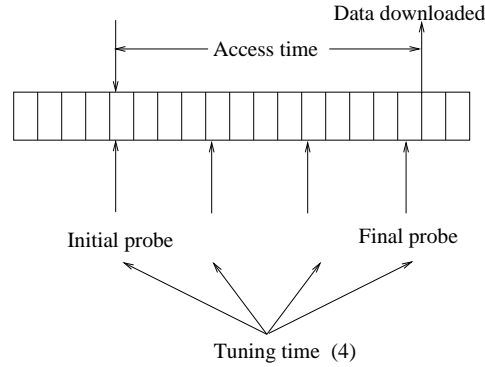 Data downloaded
Access time
Initial probe
Final probe
Tuning time (4)